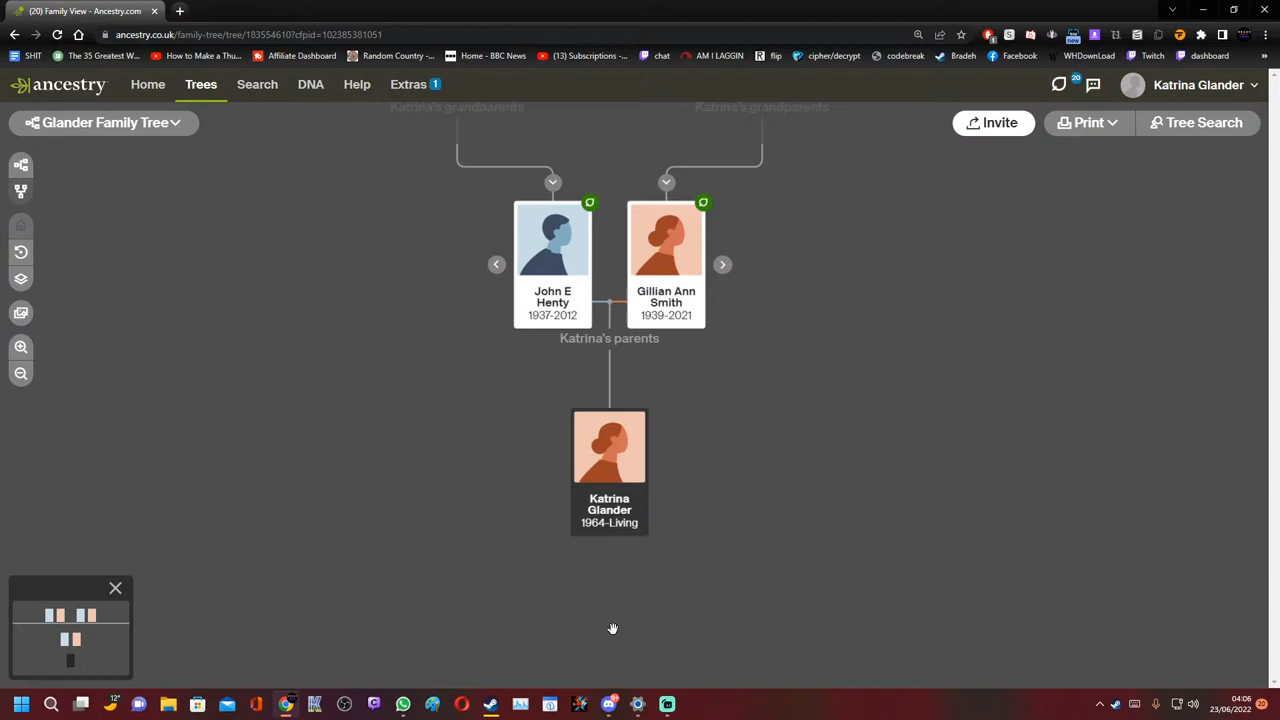 (20) Family View - Ancestry.com
ancestry.co.uk/family-tree/tree/183554610?cfpid=102385381051
SHIT
The 35 Greatest W...
How to Make a Thu...
Affiliate Dashboard
Freidom Country -...
Home - BBC News
(13) Subscriptions -...
chat
AM I LAGGIN
flip
cipher/decrypt
codebreak
Bradeh
Facebook
WHDownLoad
Twitch
dashboard
»
ancestry
Home
Trees
Search
DNA
Help
Extras 1
20
Katrina Glander
Katrina's grandparents
Katrina's grandparents
Glander Family Tree
Invite
Print
Tree Search
John E
Henty
1937-2012
Gillian Ann
Smith
1939-2021
Katrina's parents
Katrina
Glander
1964-Living
12°
04:06
23/06/2022